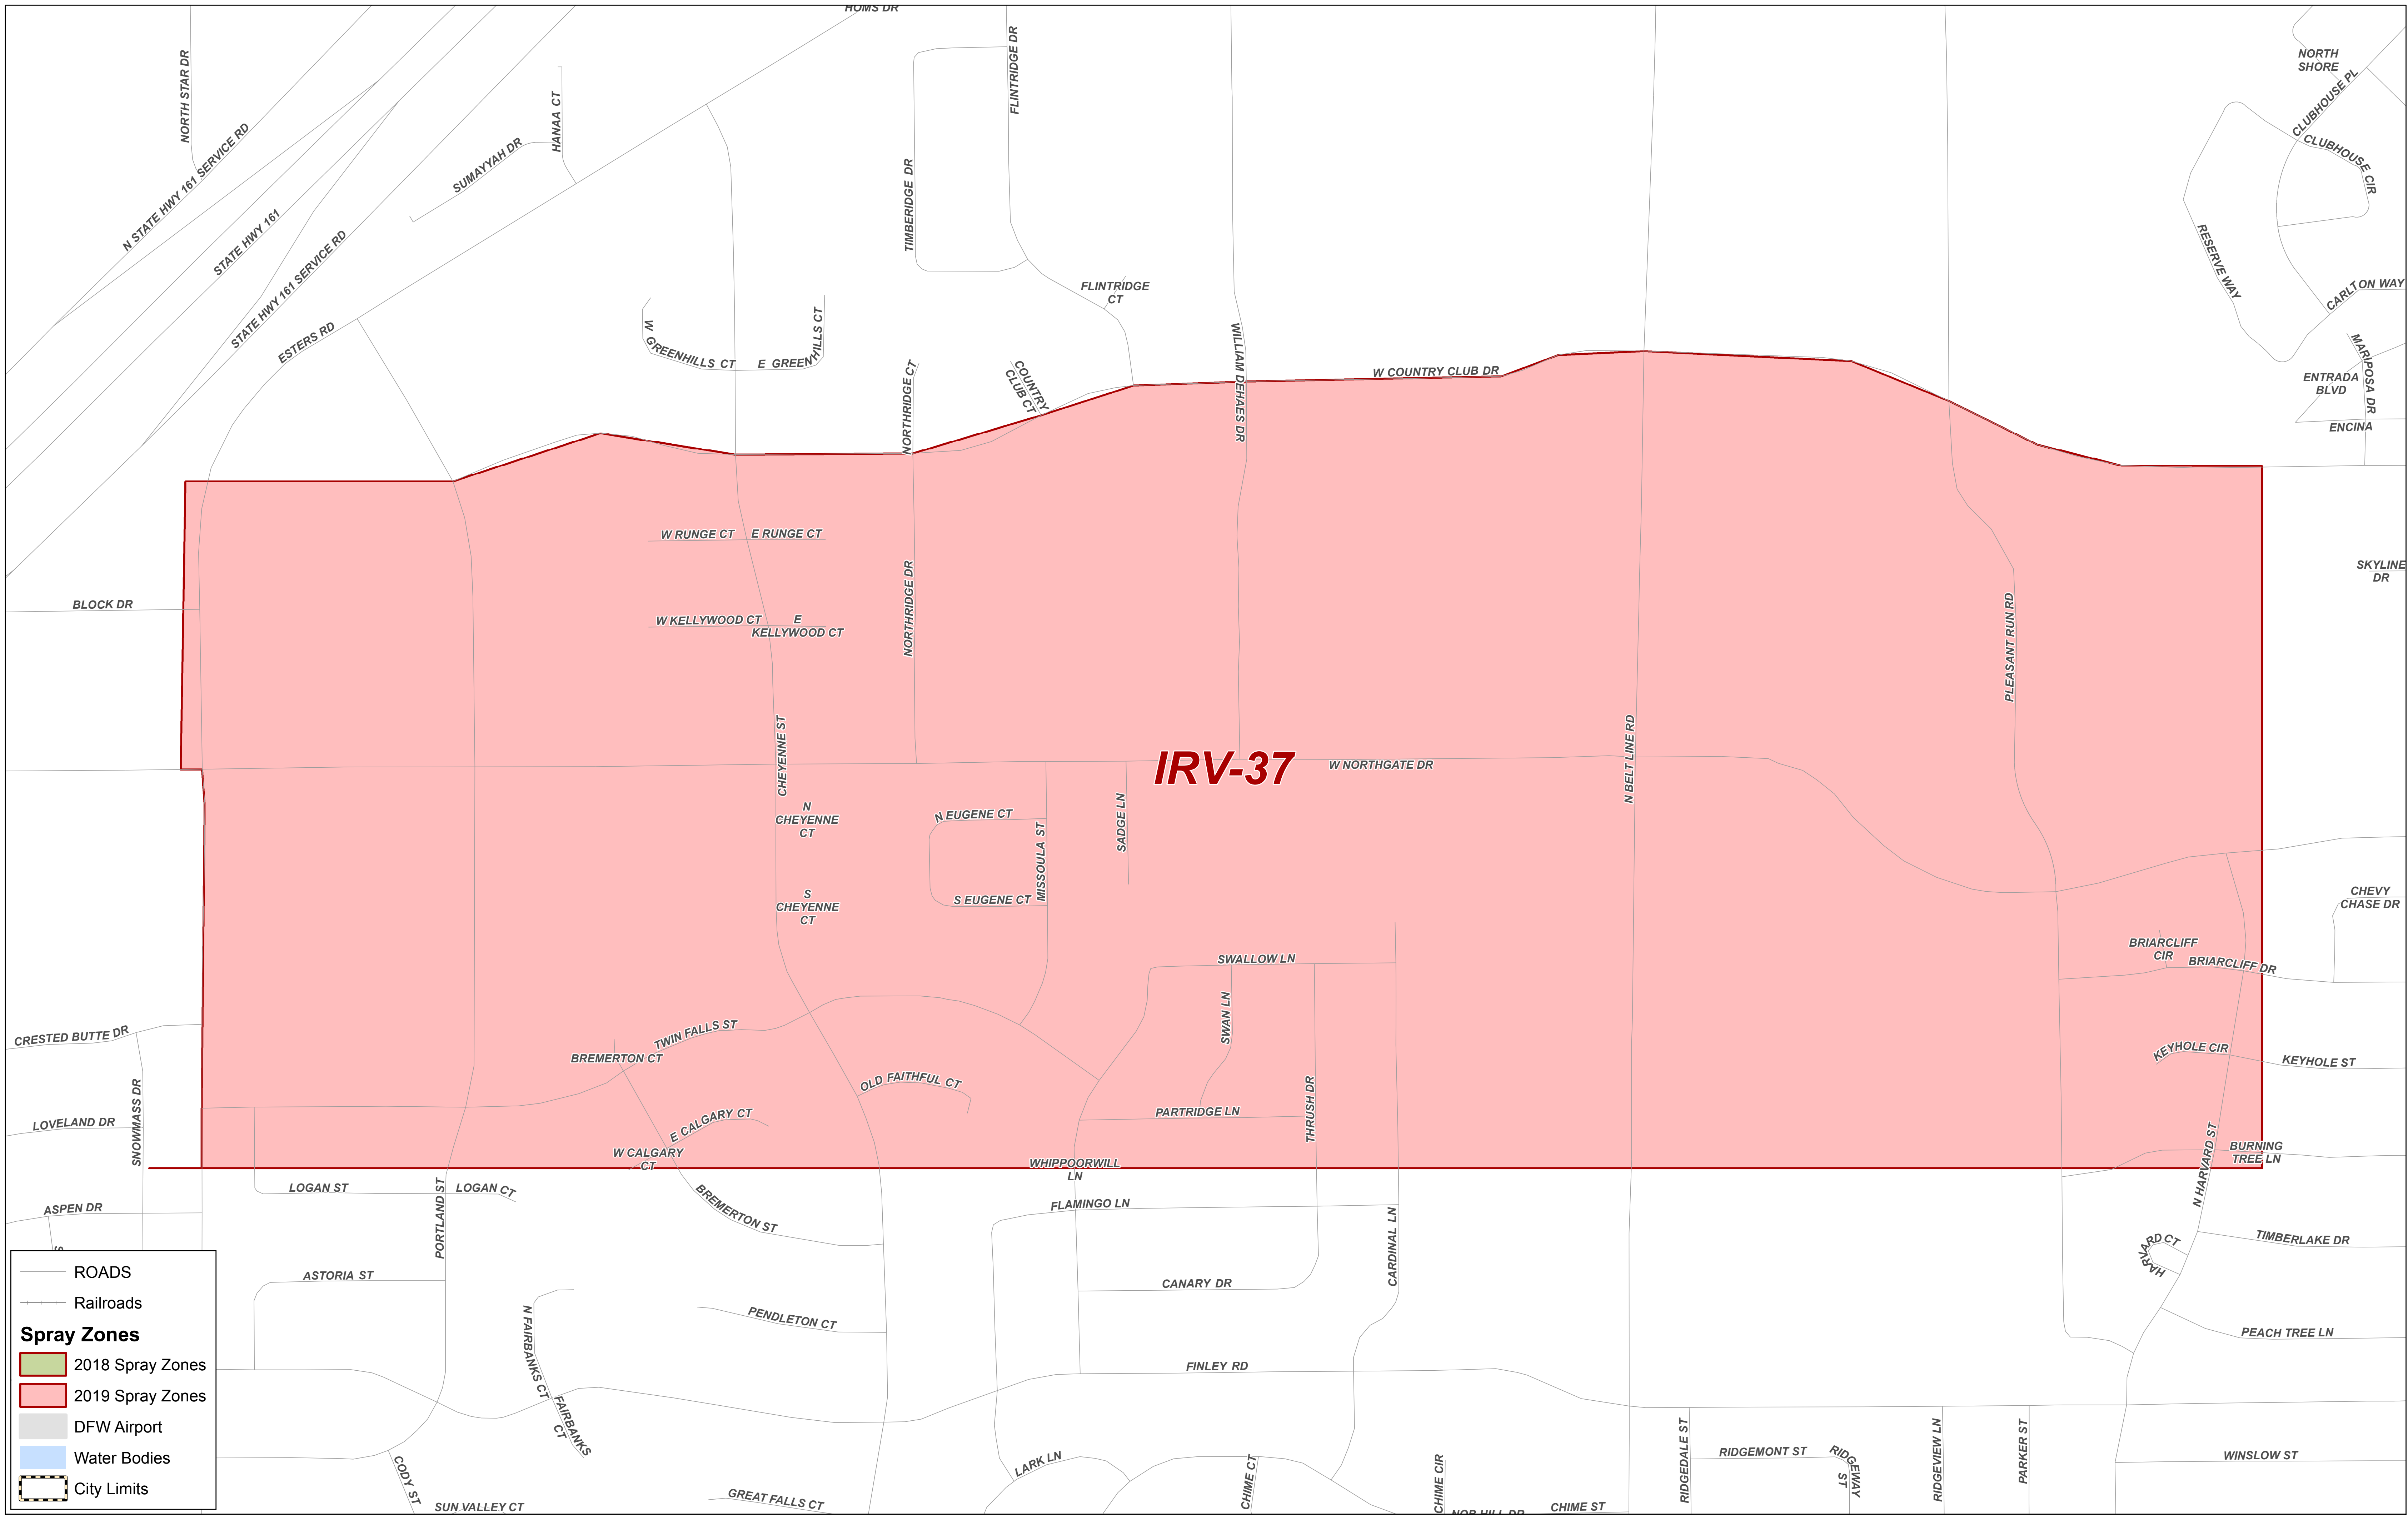 HOMS DR
NORTH STAR DR
N STATE HWY 161 SERVICE RD
STATE HWY 161
STATE HWY 161 SERVICE RD
SUMAYYAH DR
HANAA CT
ESTERS RD
TIMBERIDGE DR
FLINTRIDGE DR
FLINTRIDGE
CT
WILLIAM DEHAES DR
W GREENHILLS CT
E GREENHILLS CT
NORTHRIDGE CT
COUNTRY
CLUB CT
W COUNTRY CLUB DR
NORTH
SHORE
CLUBHOUSE PL
CLUBHOUSE CIR
RESERVE WAY
CARLTON WAY
MARIPOSA DR
ENTRADA
BLVD
ENCINA
SKYLINE
DR
BLOCK DR
W RUNGE CT
E RUNGE CT
W KELLYWOOD CT
E
KELLYWOOD CT
NORTHRIDGE DR
PLEASANT RUN RD
CHEYENNE ST
IRV-37
W NORTHGATE DR
N BELT LINE RD
N
CHEYENNE
CT
N EUGENE CT
MISSOULA ST
SADGE LN
S
CHEYENNE
CT
S EUGENE CT
CHEVY
CHASE DR
BRIARCLIFF
CIR
BRIARCLIFF DR
SWALLOW LN
SWAN LN
TWIN FALLS ST
BREMERTON CT
OLD FAITHFUL CT
PARTRIDGE LN
THRUSH DR
KEYHOLE CIR
KEYHOLE ST
CRESTED BUTTE DR
SNOWMASS DR
LOVELAND DR
E CALGARY CT
W CALGARY
CT
WHIPPOORWILL
LN
N HARVARD ST
BURNING
TREE LN
LOGAN ST
LOGAN CT
PORTLAND ST
BREMERTON ST
FLAMINGO LN
CARDINAL LN
ASPEN DR
S
TIMBERLAKE DR
HARVARD CT
ASTORIA ST
CANARY DR
N FAIRBANKS CT
PENDLETON CT
PEACH TREE LN
FINLEY RD
FAIRBANKS
CT
CODY ST
SUN VALLEY CT
GREAT FALLS CT
LARK LN
CHIME CT
CHIME CIR
NOB HILL DR
CHIME ST
RIDGEDALE ST
RIDGEMONT ST
RIDGEWAY
ST
RIDGEVIEW LN
PARKER ST
WINSLOW ST
ROADS
Railroads
Spray Zones
2018 Spray Zones
2019 Spray Zones
DFW Airport
Water Bodies
City Limits